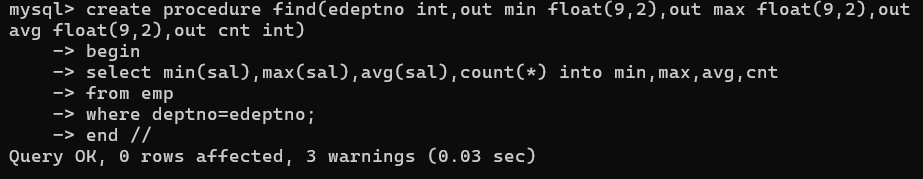 mysql> create procedure find(edeptno int,out min float(9,2),out max float(9,2),out
avg float(9,2),out cnt int)
    -> begin
    -> select min(sal),max(sal),avg(sal),count(*) into min,max,avg,cnt
    -> from emp
    -> where deptno=edeptno;
    -> end //
Query OK, 0 rows affected, 3 warnings (0.03 sec)